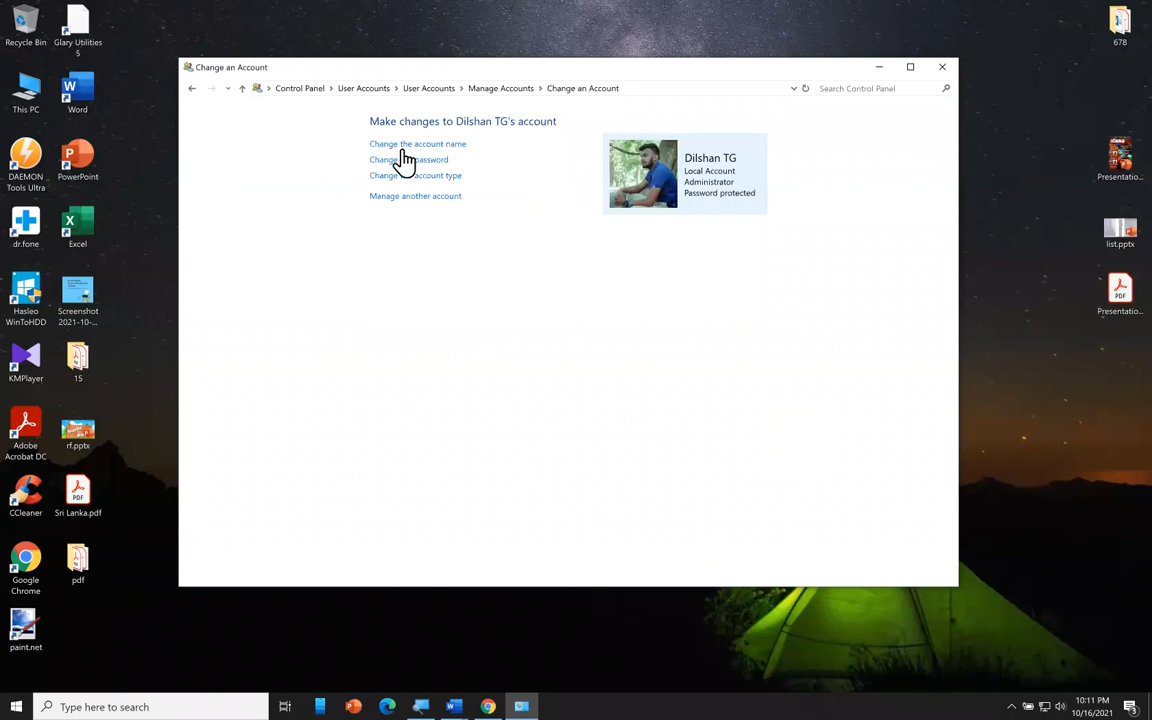 Recycle Bin
Glary Utilities
5
678
Change an Account
Control Panel
User Accounts
User Accounts
Manage Accounts
Change an Account
Search Control Panel
Make changes to Dilshan TG's account
Change the account name
Change password
Change account type
Manage another account
Dilshan TG
Local Account
Administrator
Password protected
This PC
Word
DAEMON
Tools Ultra
PowerPoint
Presentatio...
dr.fone
Excel
list.pptx
Hasleo
WinToHDD
Screenshot
2021-10-...
PDF
Presentatio...
KMPlayer
15
Adobe
Acrobat DC
rf.pptx
CCleaner
PDF
Sri Lanka.pdf
Google
Chrome
pdf
paint.net
Type here to search
10:11 PM
10/16/2021
3